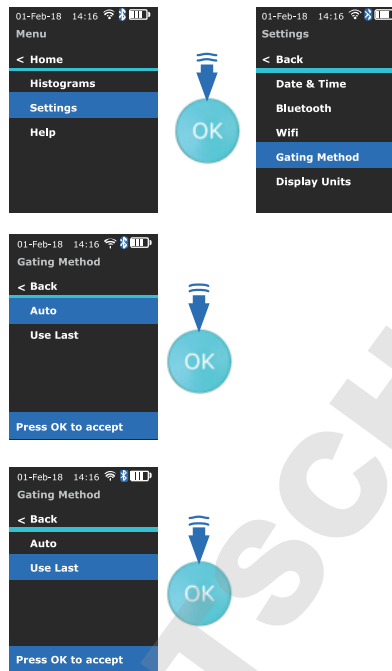 01-Feb-18 14:16
Menu
< Home
Histograms
Settings
Help
OK
01-Feb-18 14:16
Settings
< Back
Date & Time
Bluetooth
Wifi
Gating Method
Display Units
01-Feb-18 14:16
Gating Method
< Back
Auto
Use Last
Press OK to accept
OK
01-Feb-18 14:16
Gating Method
< Back
Auto
Use Last
Press OK to accept
OK
TSCH